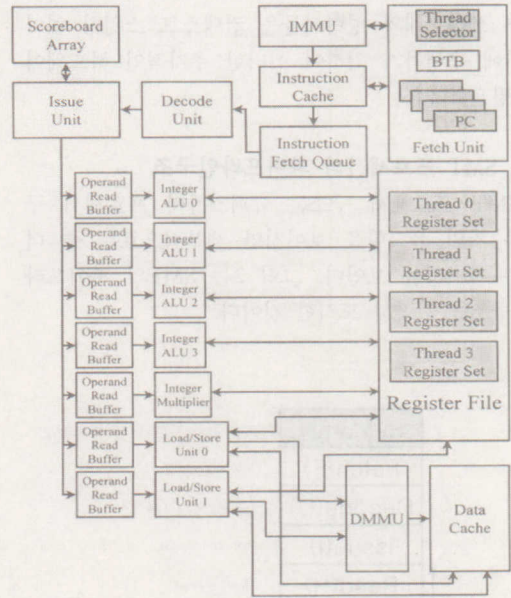 Scoreboard
Array
Issue
Unit
Decode
Unit
IMMU
Instruction
Cache
Instruction
Fetch Queue
Thread
Selector
BTB
PC
Fetch Unit
Operand
Read
Buffer
Integer
ALU 0
Operand
Read
Buffer
Integer
ALU 1
Operand
Read
Buffer
Integer
ALU 2
Operand
Read
Buffer
Integer
ALU 3
Operand
Read
Buffer
Integer
Multiplier
Operand
Read
Buffer
Load/Store
Unit 0
Operand
Read
Buffer
Load/Store
Unit 1
Thread 0
Register Set
Thread 1
Register Set
Thread 2
Register Set
Thread 3
Register Set
Register File
DMMU
Data
Cache